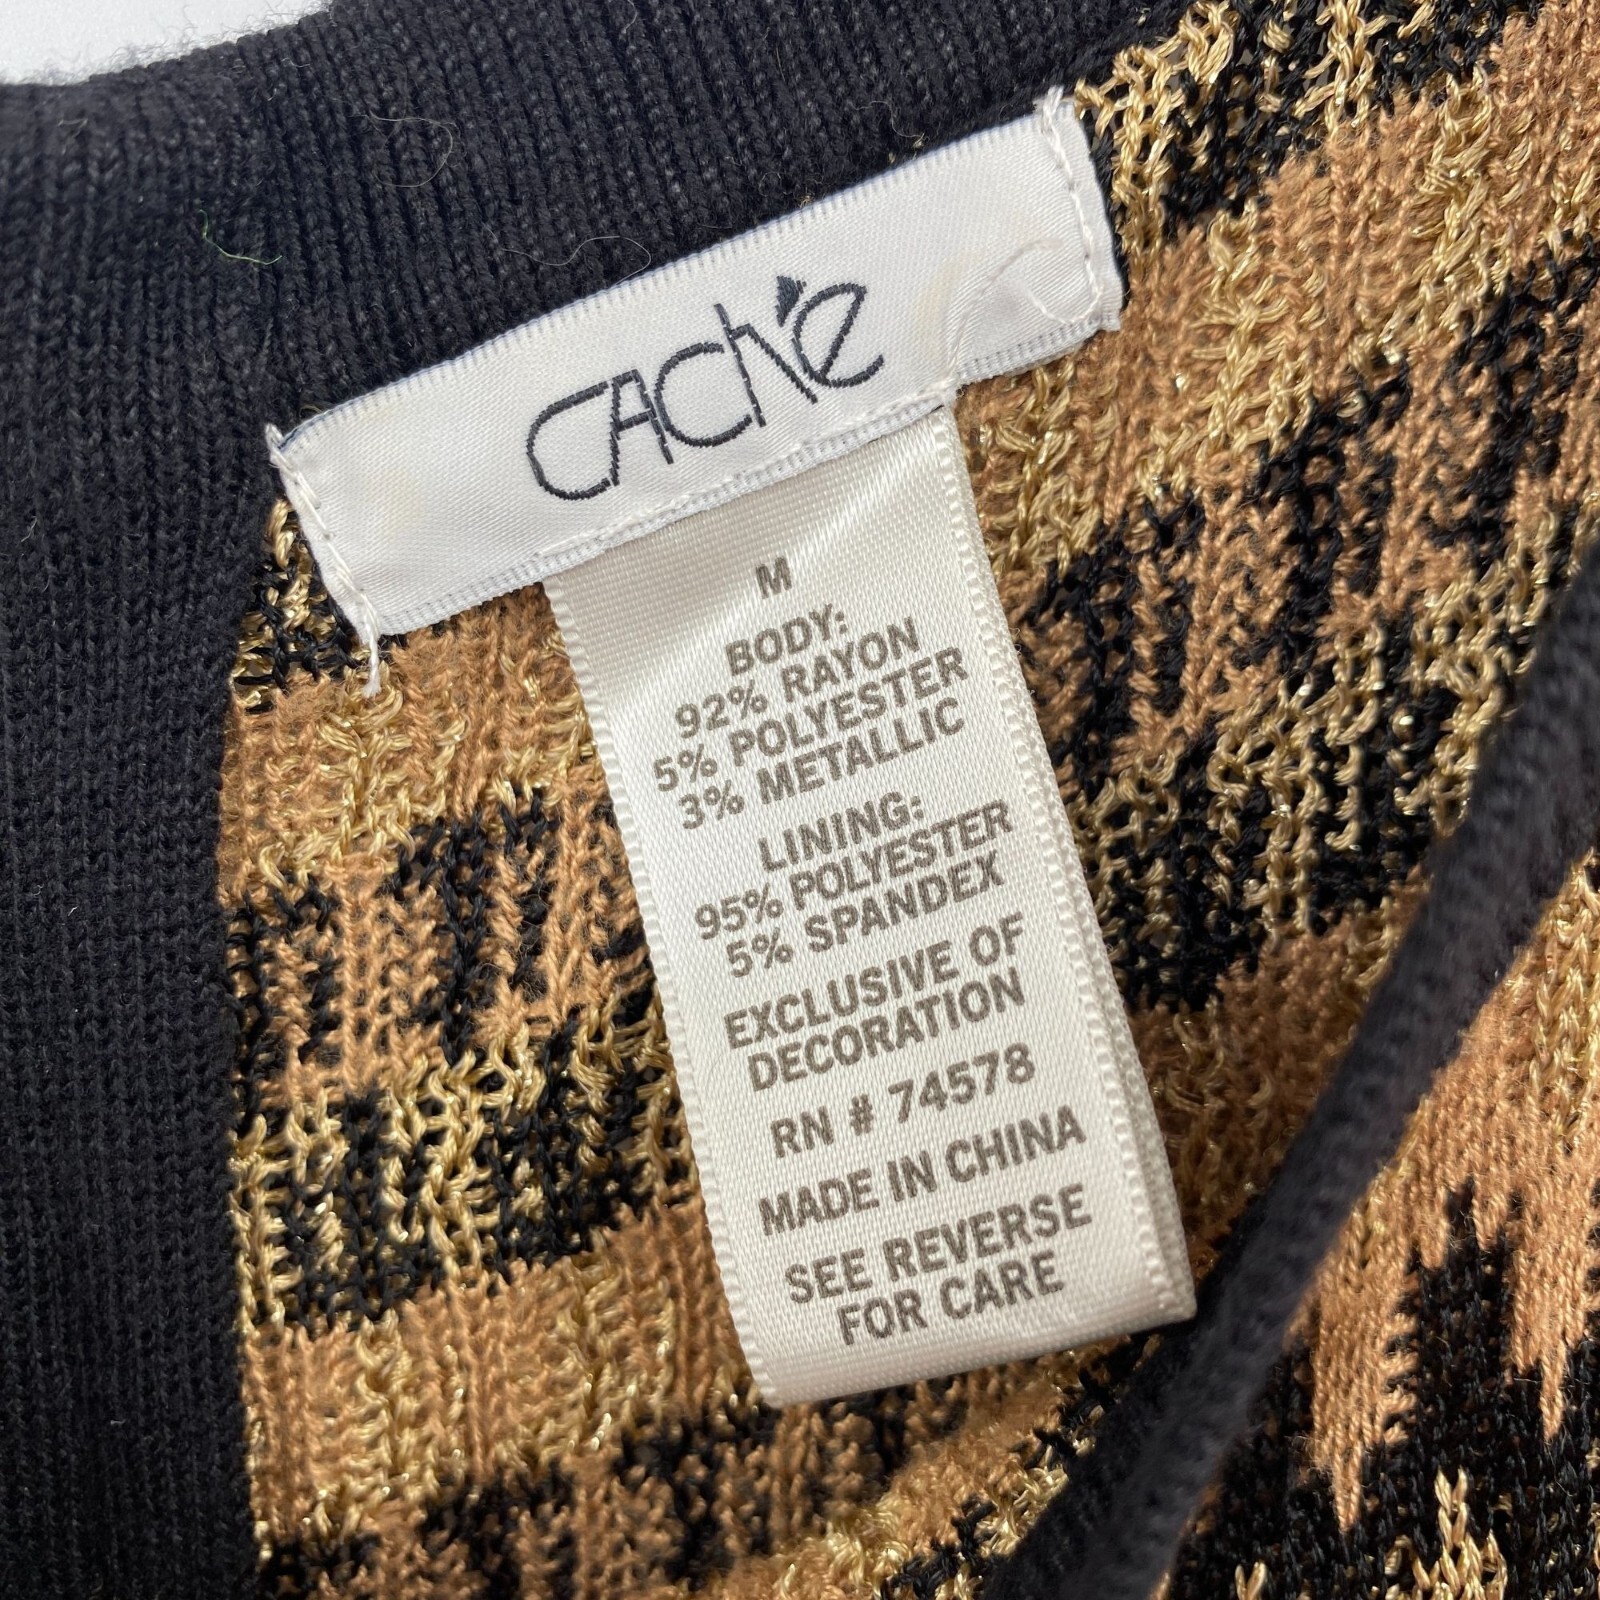 CACHé
M
BODY:
92% RAYON
5% POLYESTER
3% METALLIC
LINING:
95% POLYESTER
5% SPANDEX
EXCLUSIVE OF
DECORATION
RN # 74578
MADE IN CHINA
SEE REVERSE
FOR CARE